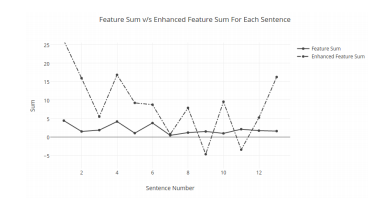 Feature Sum v/s Enhanced Feature Sum For Each Sentence
Feature Sum
Enhanced Feature Sum
25
20
15
10
5
0
−5
Sum
2 4 6 8 10 12
Sentence Number